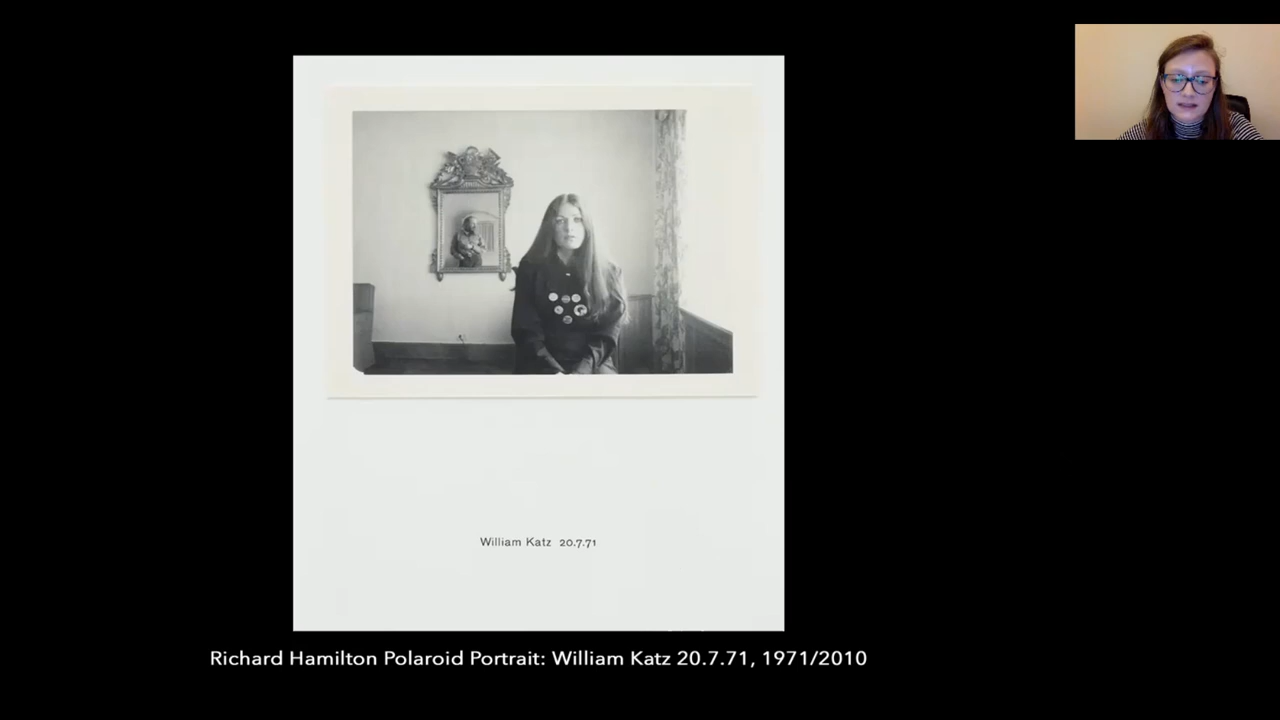 William Katz 20.7.71
Richard Hamilton Polaroid Portrait: William Katz 20.7.71, 1971/2010